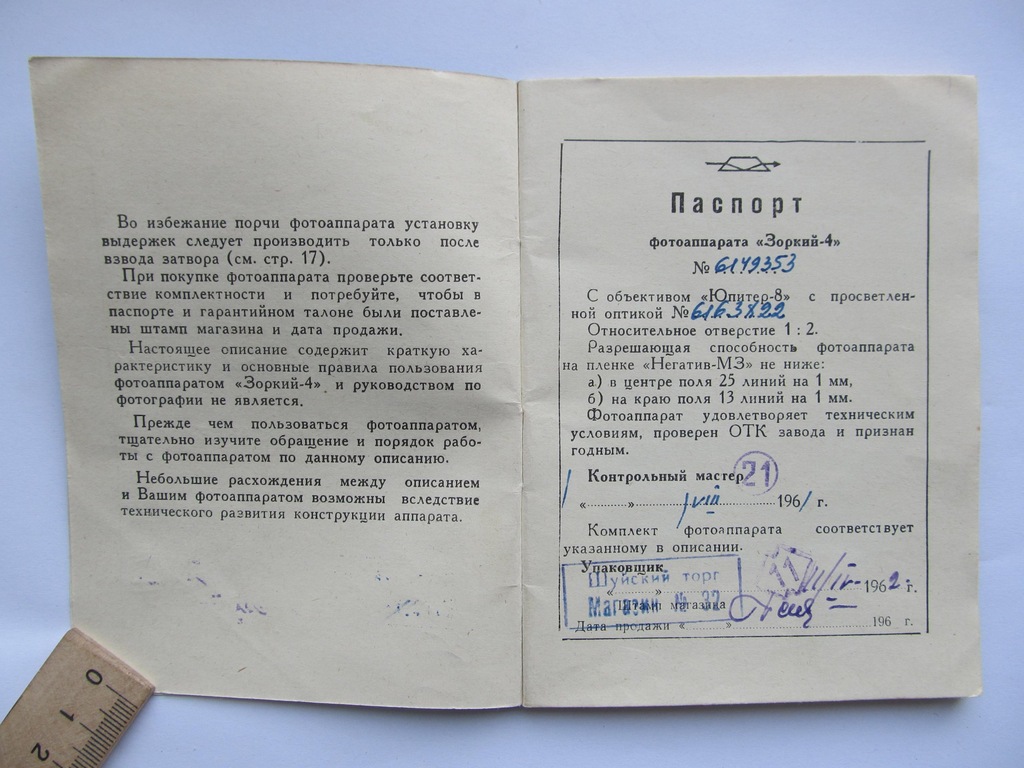 Во избежание порчи фотоаппарата установку
выдержек следует производить только после
взвода затвора (см. стр. 17).
При покупке фотоаппарата проверьте соответ-
ствие комплектности и потребуйте, чтобы в
паспорте и гарантийном талоне были поставле-
ны штамп магазина и дата продажи.
Настоящее описание содержит краткую ха-
рактеристику и основные правила пользования
фотоаппаратом «Зоркий-4» и руководством по
фотографии не является.
Прежде чем пользоваться фотоаппаратом,
тщательно изучите обращение и порядок рабо-
ты с фотоаппаратом по данному описанию.
Небольшие расхождения между описанием
и Вашим фотоаппаратом возможны вследствие
технического развития конструкции аппарата.
Паспорт
фотоаппарата «Зоркий-4»
№ 6149353
С объективом «Юпитер-8» с просветлен-
ной оптикой №
Относительное отверстие 1 : 2.
Разрешающая способность фотоаппарата
на пленке «Негатив-МЗ» не ниже:
а) в центре поля 25 линий на 1 мм,
б) на краю поля 13 линий на 1 мм.
Фотоаппарат удовлетворяет техническим
условиям, проверен ОТК завода и признан
годным.
Контрольный мастер 21
« » VIII 1961 г.
Комплект фотоаппарата соответствует
указанному в описании.
Упаковщик 11
Шуйский торг
« » 1962 г.
Магазин № 32
Штамп магазина
Дата продажи « » 196 г.
0 1 2